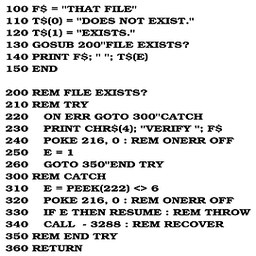 100 F$ = "THAT FILE"
110 T$(0) = "DOES NOT EXIST."
120 T$(1) = "EXISTS."
130 GOSUB 200"FILE EXISTS?
140 PRINT F$; " "; T$(E)
150 END
200 REM FILE EXISTS?
210 REM TRY
220 ON ERR GOTO 300"CATCH
230 PRINT CHR$(4); "VERIFY "; F$
240 POKE 216, 0 : REM ONERR OFF
250 E = 1
260 GOTO 350"END TRY
300 REM CATCH
310 E = PEEK(222) <> 6
320 POKE 216, 0 : REM ONERR OFF
330 IF E THEN RESUME : REM THROW
340 CALL - 3288 : REM RECOVER
350 REM END TRY
360 RETURN